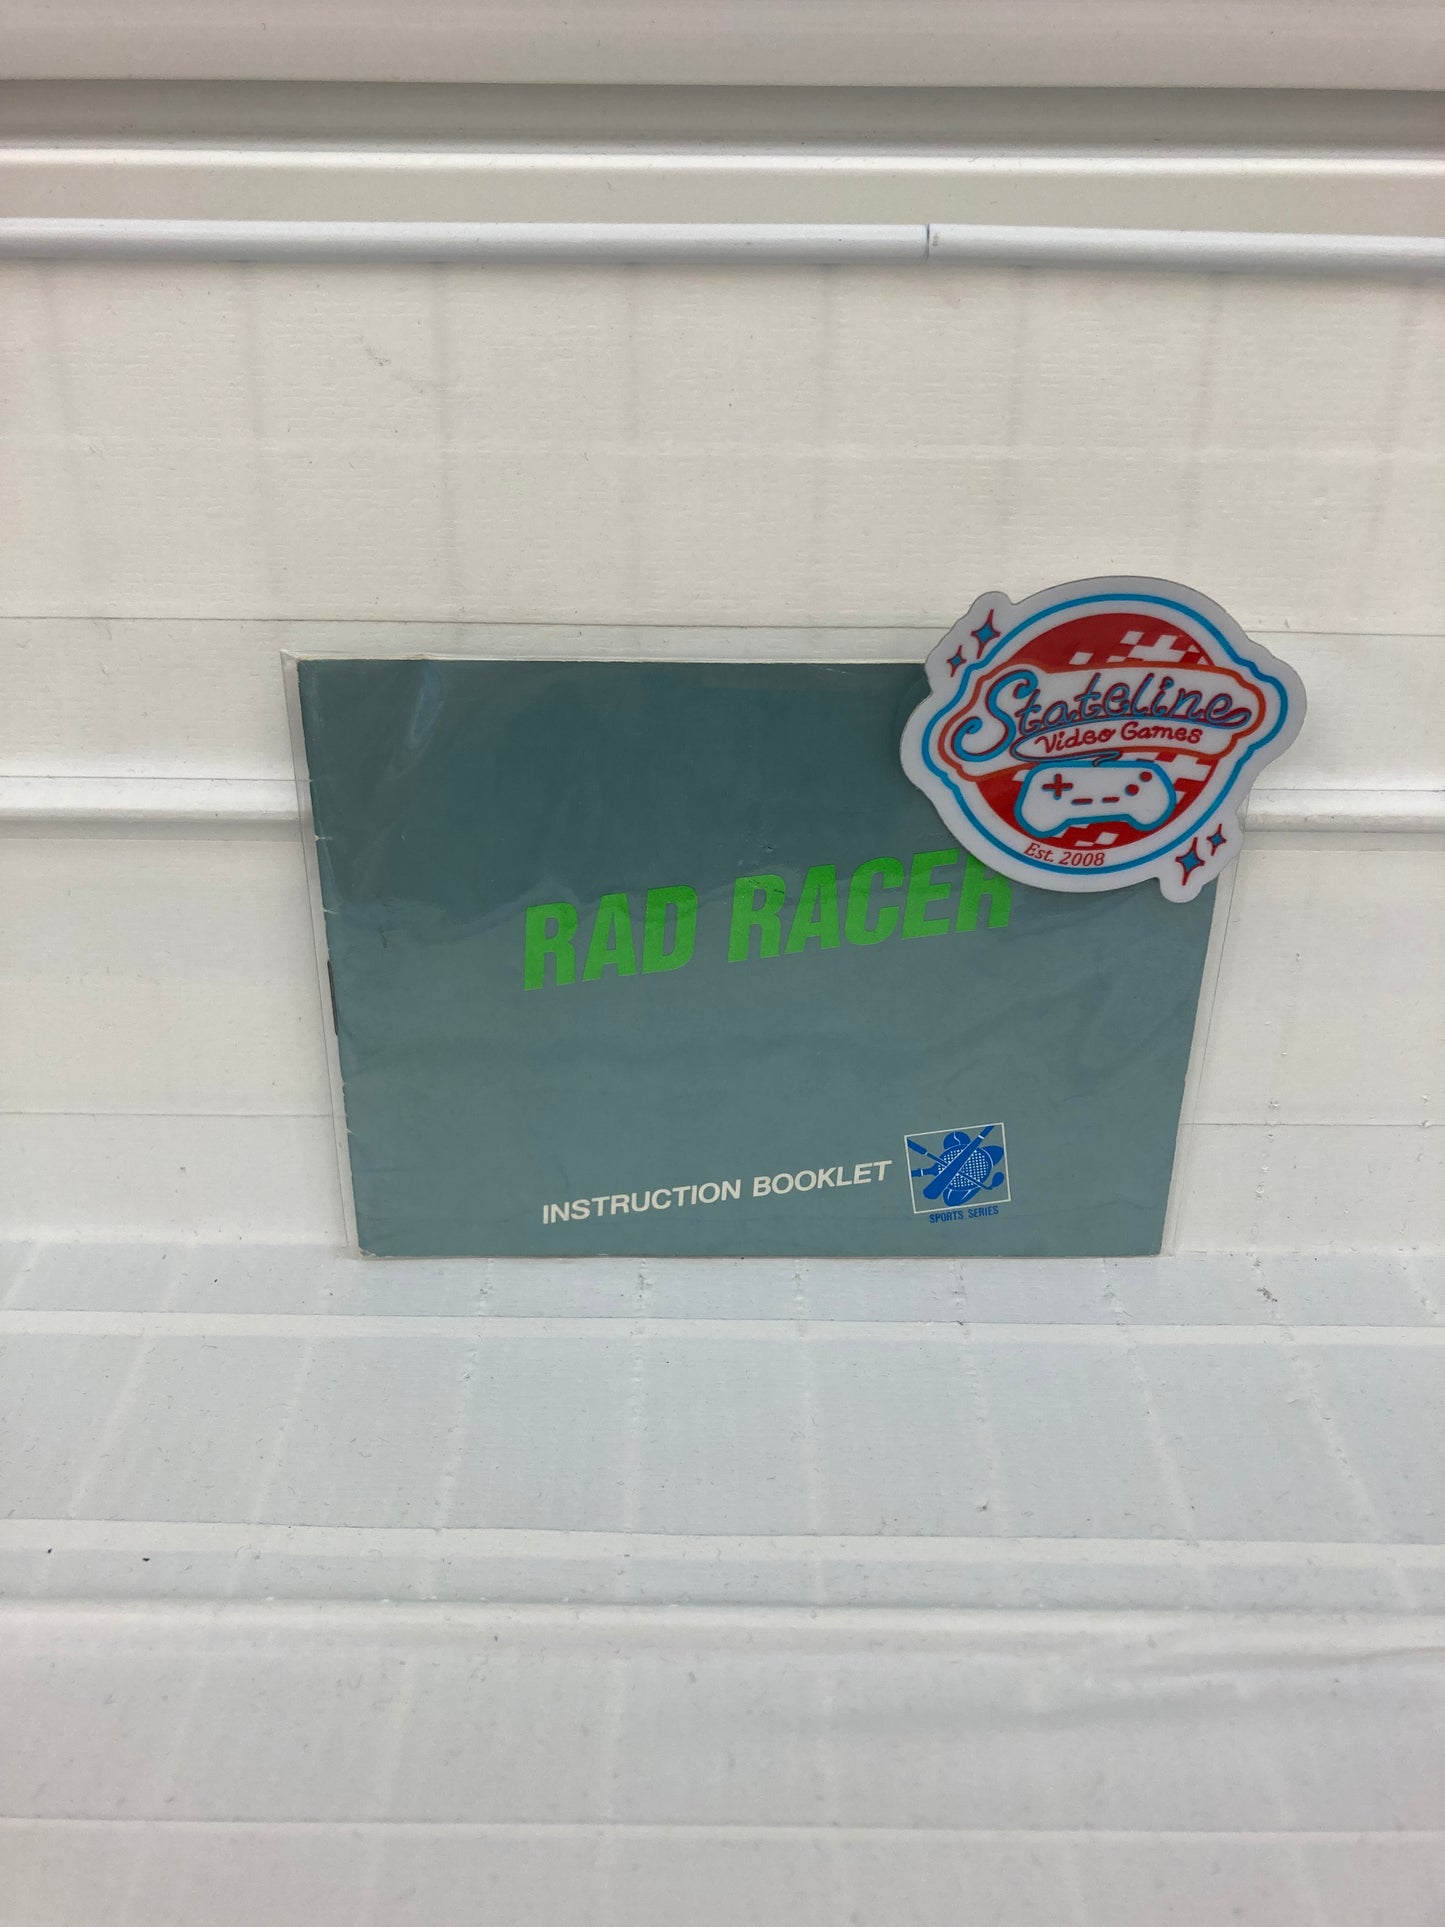 Stateline
Video Games
Est. 2008
RAD RACER
INSTRUCTION BOOKLET
SPORTS SERIES